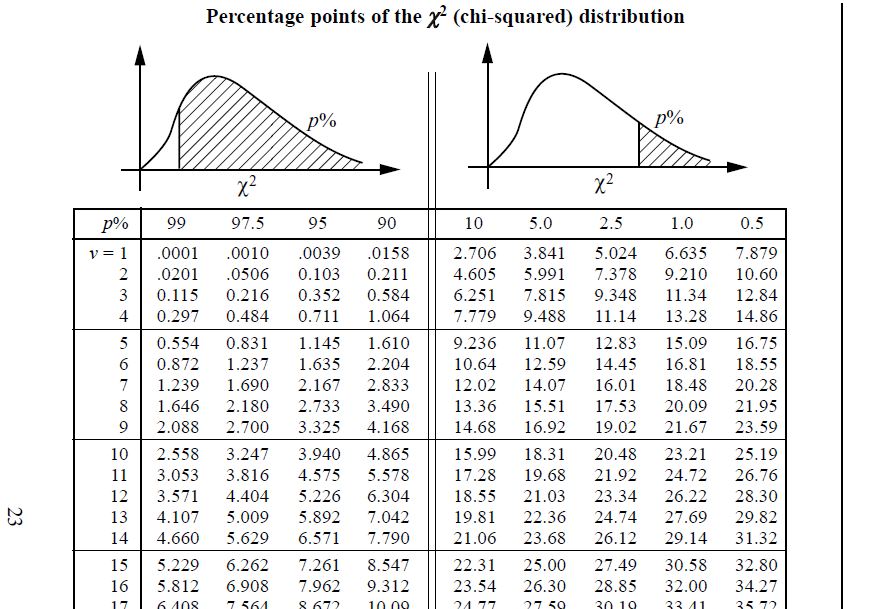 Percentage points of the χ² (chi-squared) distribution
p%
p%
χ²
χ²
p% 99 97.5 95 90 10 5.0 2.5 1.0 0.5
ν = 1 .0001 .0010 .0039 .0158 2.706 3.841 5.024 6.635 7.879
2 .0201 .0506 0.103 0.211 4.605 5.991 7.378 9.210 10.60
3 0.115 0.216 0.352 0.584 6.251 7.815 9.348 11.34 12.84
4 0.297 0.484 0.711 1.064 7.779 9.488 11.14 13.28 14.86
5 0.554 0.831 1.145 1.610 9.236 11.07 12.83 15.09 16.75
6 0.872 1.237 1.635 2.204 10.64 12.59 14.45 16.81 18.55
7 1.239 1.690 2.167 2.833 12.02 14.07 16.01 18.48 20.28
8 1.646 2.180 2.733 3.490 13.36 15.51 17.53 20.09 21.95
9 2.088 2.700 3.325 4.168 14.68 16.92 19.02 21.67 23.59
10 2.558 3.247 3.940 4.865 15.99 18.31 20.48 23.21 25.19
11 3.053 3.816 4.575 5.578 17.28 19.68 21.92 24.72 26.76
12 3.571 4.404 5.226 6.304 18.55 21.03 23.34 26.22 28.30
13 4.107 5.009 5.892 7.042 19.81 22.36 24.74 27.69 29.82
14 4.660 5.629 6.571 7.790 21.06 23.68 26.12 29.14 31.32
15 5.229 6.262 7.261 8.547 22.31 25.00 27.49 30.58 32.80
16 5.812 6.908 7.962 9.312 23.54 26.30 28.85 32.00 34.27
17 6.408 7.564 8.672 10.09 24.77 27.59 30.19 33.41 35.72
23